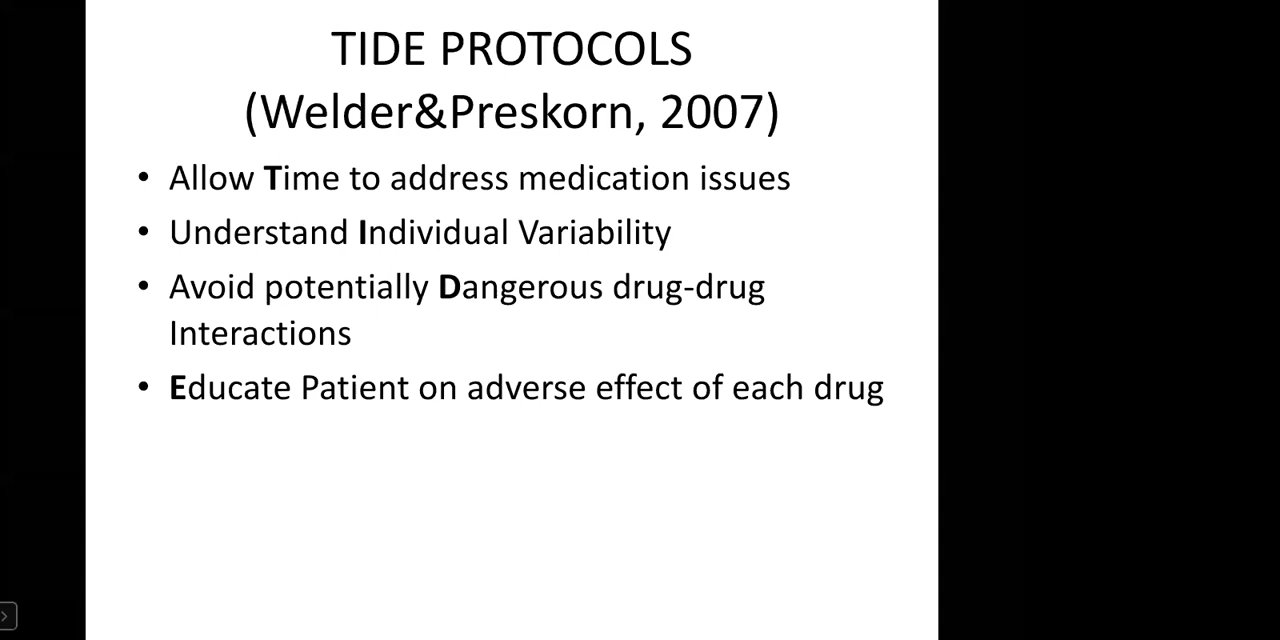 TIDE PROTOCOLS
(Welder&Preskorn, 2007)
• Allow Time to address medication issues
• Understand Individual Variability
• Avoid potentially Dangerous drug-drug
Interactions
• Educate Patient on adverse effect of each drug